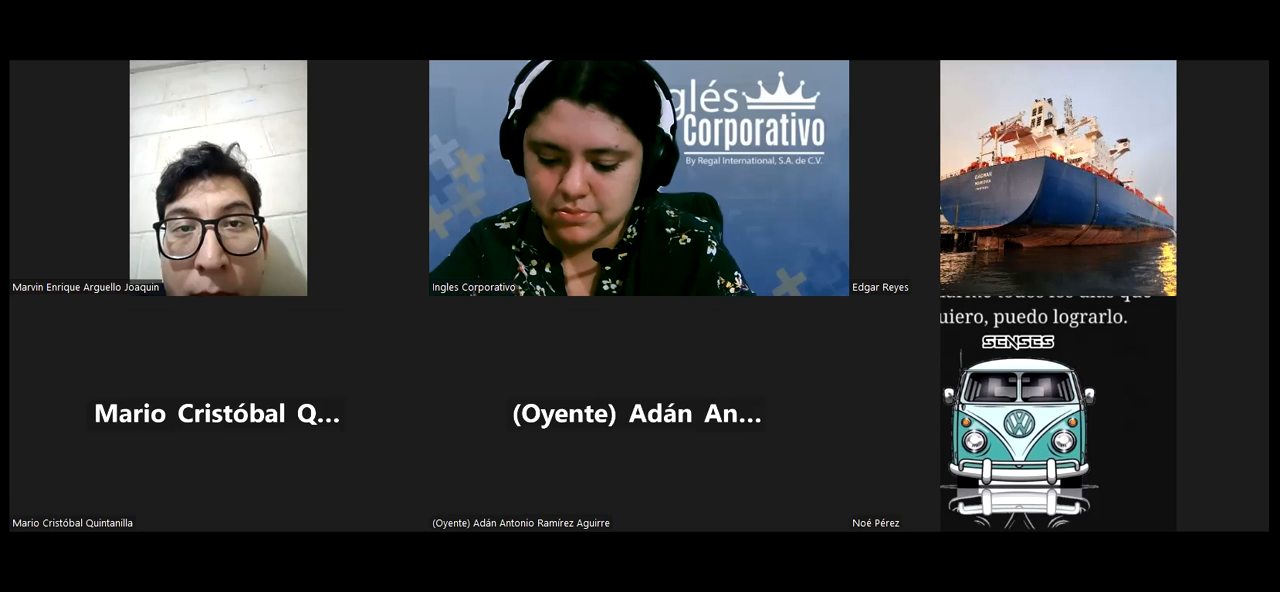 glés
Corporativo
By Regal International, S.A. de C.V.
Marvin Enrique Arguello Joaquin
Ingles Corporativo
Edgar Reyes
uiero, puedo lograrlo.
SENSES
Mario Cristóbal Q...
(Oyente) Adán An...
Mario Cristóbal Quintanilla
(Oyente) Adán Antonio Ramírez Aguirre
Noé Pérez